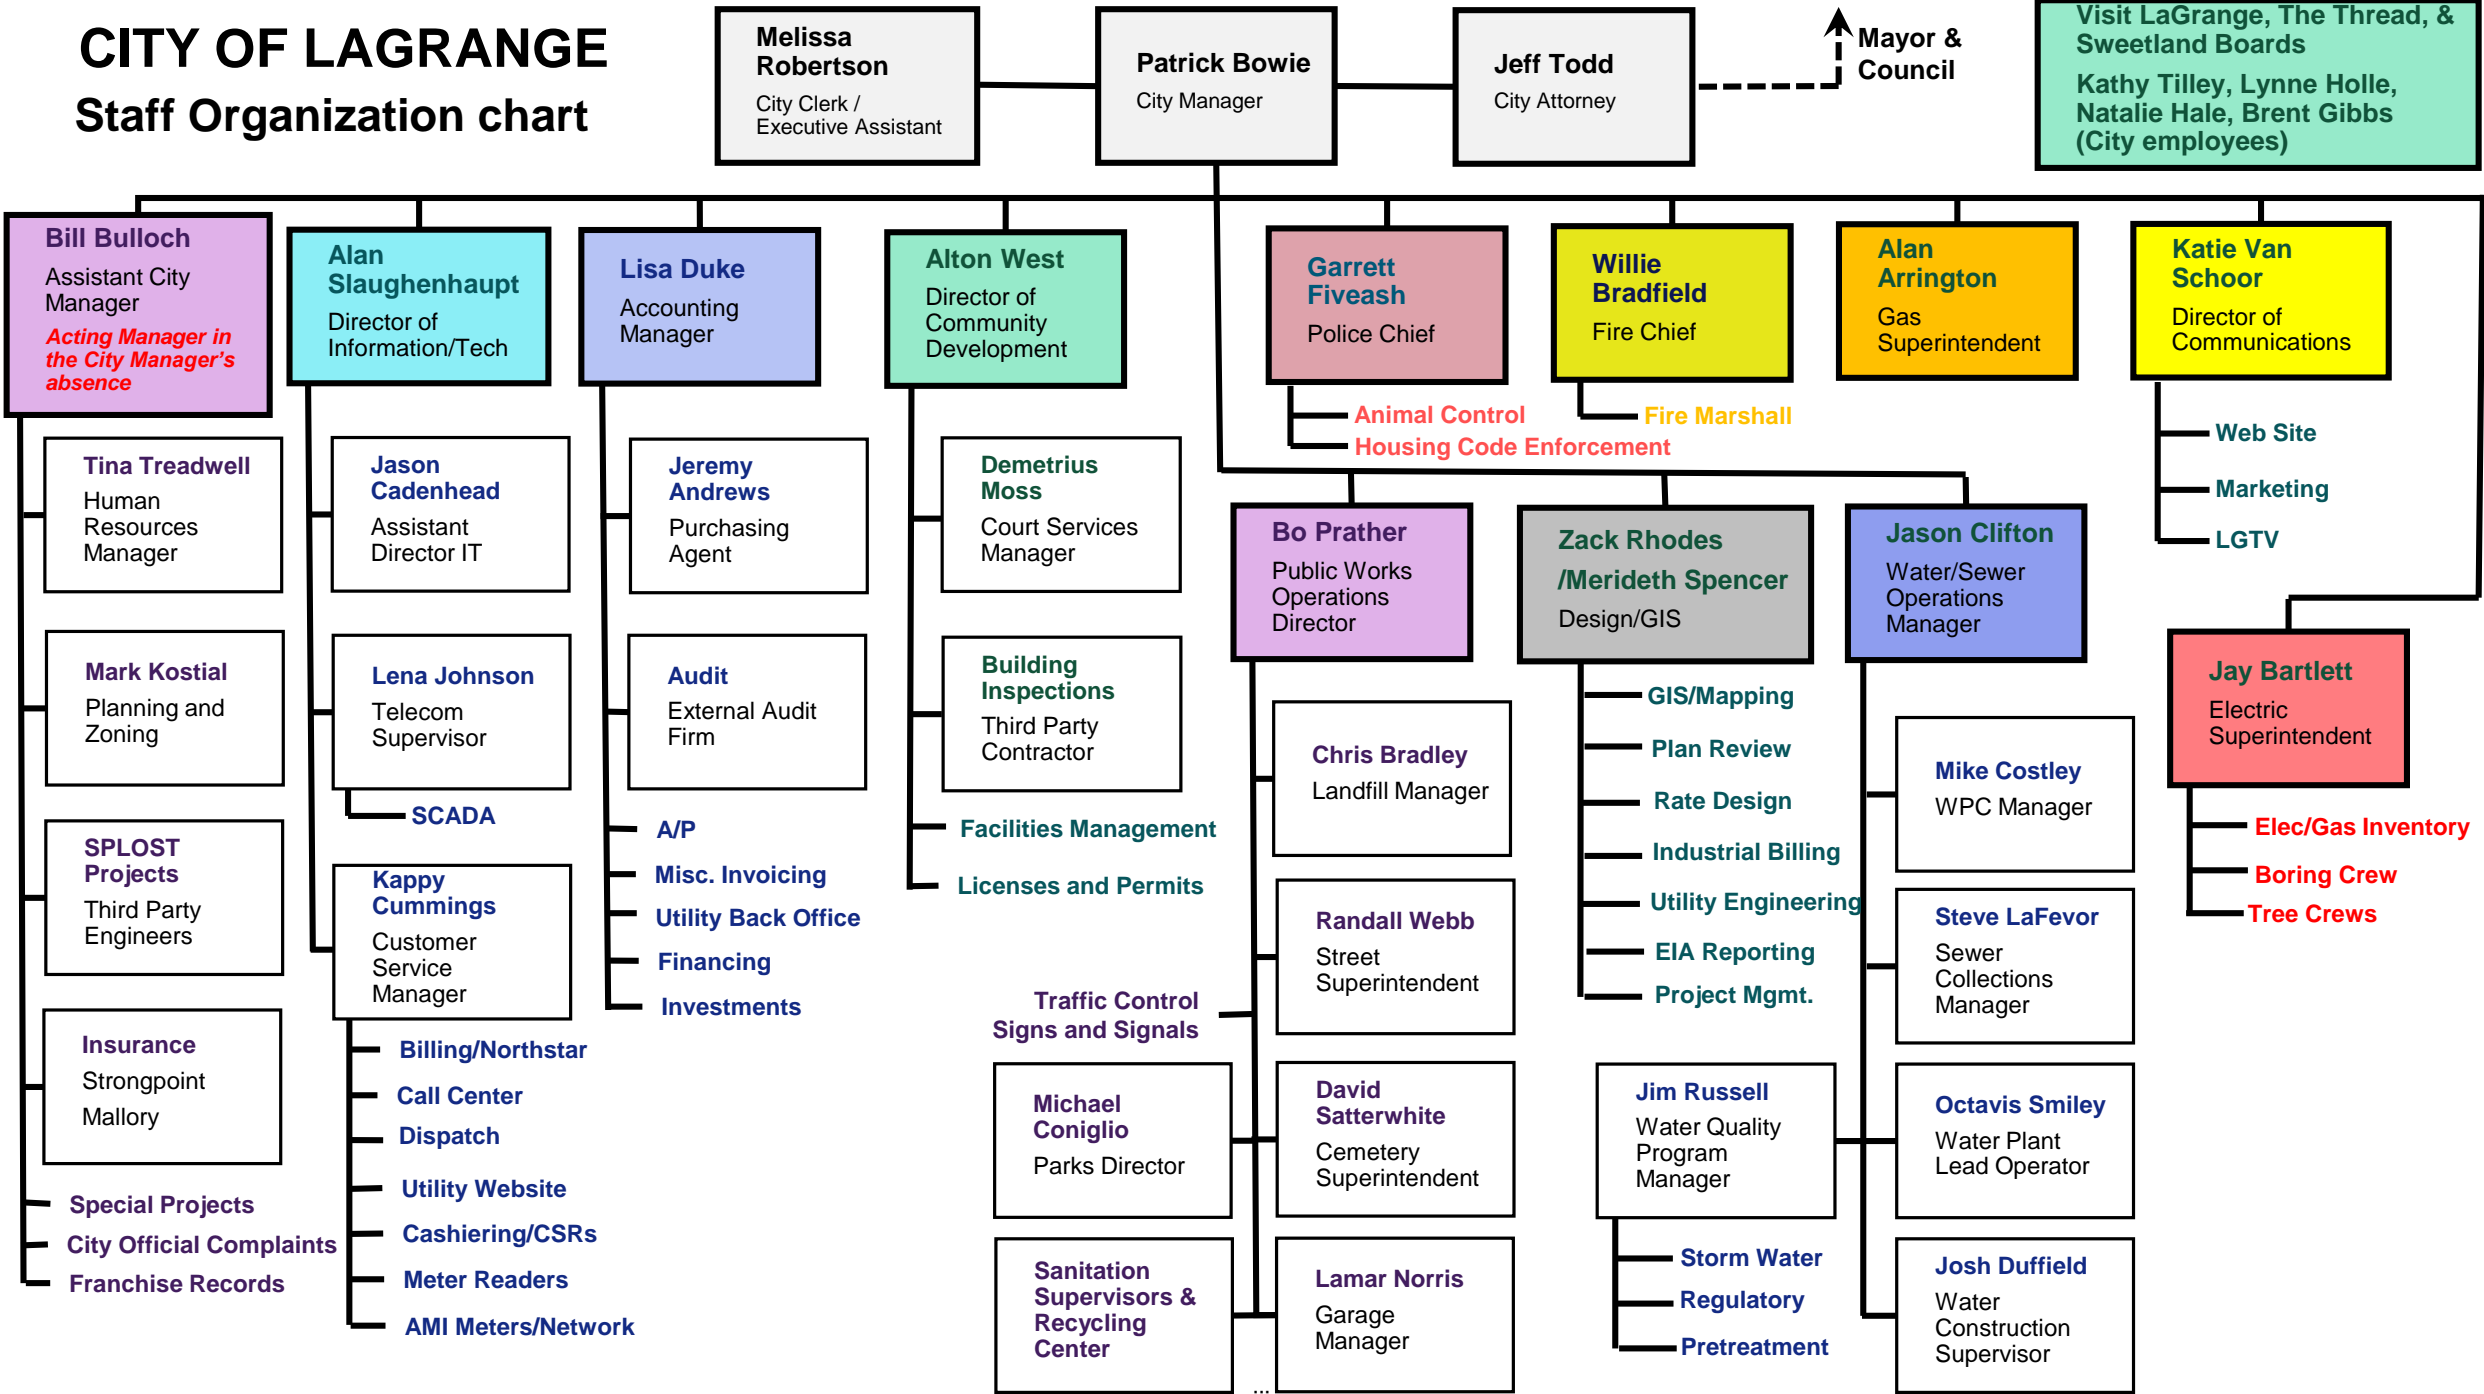 CITY OF LAGRANGE
Staff Organization chart
Melissa
Robertson
City Clerk /
Executive Assistant
Patrick Bowie
City Manager
Jeff Todd
City Attorney
Mayor &
Council
Visit LaGrange, The Thread, &
Sweetland Boards
Kathy Tilley, Lynne Holle,
Natalie Hale, Brent Gibbs
(City employees)
Bill Bulloch
Assistant City
Manager
Acting Manager in
the City Manager's
absence
Tina Treadwell
Human
Resources
Manager
Mark Kostial
Planning and
Zoning
SPLOST
Projects
Third Party
Engineers
Insurance
Strongpoint
Mallory
Special Projects
City Official Complaints
Franchise Records
Alan
Slaughenhaupt
Director of
Information/Tech
Jason
Cadenhead
Assistant
Director IT
Lena Johnson
Telecom
Supervisor
SCADA
Kappy
Cummings
Customer
Service
Manager
Billing/Northstar
Call Center
Dispatch
Utility Website
Cashiering/CSRs
Meter Readers
AMI Meters/Network
Lisa Duke
Accounting
Manager
Jeremy
Andrews
Purchasing
Agent
Audit
External Audit
Firm
A/P
Misc. Invoicing
Utility Back Office
Financing
Investments
Alton West
Director of
Community
Development
Demetrius
Moss
Court Services
Manager
Building
Inspections
Third Party
Contractor
Facilities Management
Licenses and Permits
Garrett
Fiveash
Police Chief
Animal Control
Housing Code Enforcement
Willie
Bradfield
Fire Chief
Fire Marshall
Alan
Arrington
Gas
Superintendent
Katie Van
Schoor
Director of
Communications
Web Site
Marketing
LGTV
Bo Prather
Public Works
Operations
Director
Chris Bradley
Landfill Manager
Randall Webb
Street
Superintendent
Traffic Control
Signs and Signals
Michael
Coniglio
Parks Director
David
Satterwhite
Cemetery
Superintendent
Sanitation
Supervisors &
Recycling
Center
Lamar Norris
Garage
Manager
...
Zack Rhodes
/Merideth Spencer
Design/GIS
GIS/Mapping
Plan Review
Rate Design
Industrial Billing
Utility Engineering
EIA Reporting
Project Mgmt.
Jason Clifton
Water/Sewer
Operations
Manager
Mike Costley
WPC Manager
Steve LaFevor
Sewer
Collections
Manager
Jim Russell
Water Quality
Program
Manager
Storm Water
Regulatory
Pretreatment
Octavis Smiley
Water Plant
Lead Operator
Josh Duffield
Water
Construction
Supervisor
Jay Bartlett
Electric
Superintendent
Elec/Gas Inventory
Boring Crew
Tree Crews